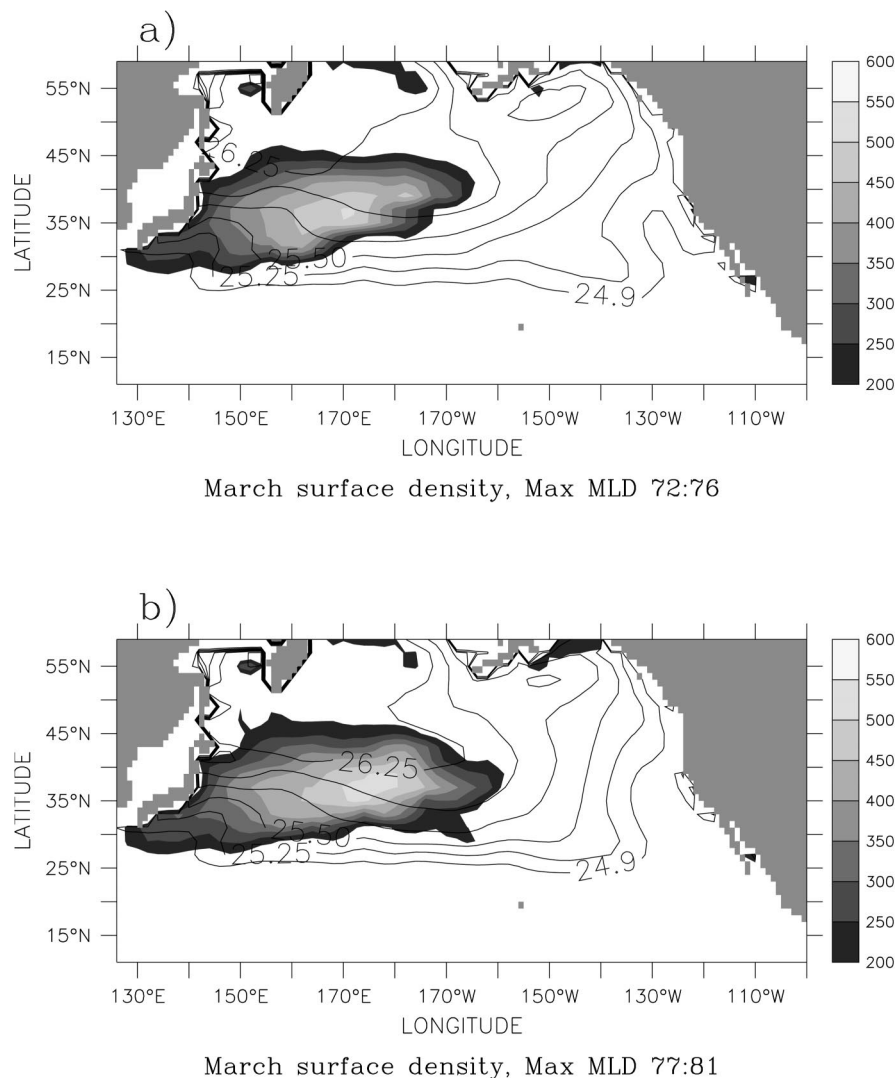 a)
600
55°N
550
500
45°N
6.25
450
LATITUDE
35°N
400
350
25.50
25.25
25°N
24.9
300
15°N
250
200
130°E 150°E 170°E 170°W 150°W 130°W 110°W
LONGITUDE
March surface density, Max MLD 72:76
b)
600
55°N
550
500
45°N
26.25
450
LATITUDE
35°N
400
350
25.50
25.25
25°N
24.9
300
15°N
250
200
130°E 150°E 170°E 170°W 150°W 130°W 110°W
LONGITUDE
March surface density, Max MLD 77:81